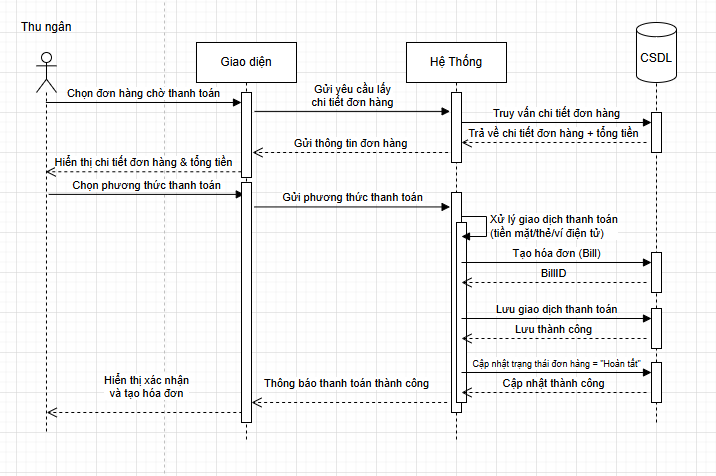 Thu ngân
Giao diện
Hệ Thống
CSDL
Chọn đơn hàng chờ thanh toán
Gửi yêu cầu lấy
chi tiết đơn hàng
Truy vấn chi tiết đơn hàng
Trả về chi tiết đơn hàng + tổng tiền
Gửi thông tin đơn hàng
Hiển thị chi tiết đơn hàng & tổng tiền
Chọn phương thức thanh toán
Gửi phương thức thanh toán
Xử lý giao dịch thanh toán
(tiền mặt/thẻ/ví điện tử)
Tạo hóa đơn (Bill)
BillID
Lưu giao dịch thanh toán
Lưu thành công
Cập nhật trạng thái đơn hàng = "Hoàn tất"
Cập nhật thành công
Thông báo thanh toán thành công
Hiển thị xác nhận
và tạo hóa đơn